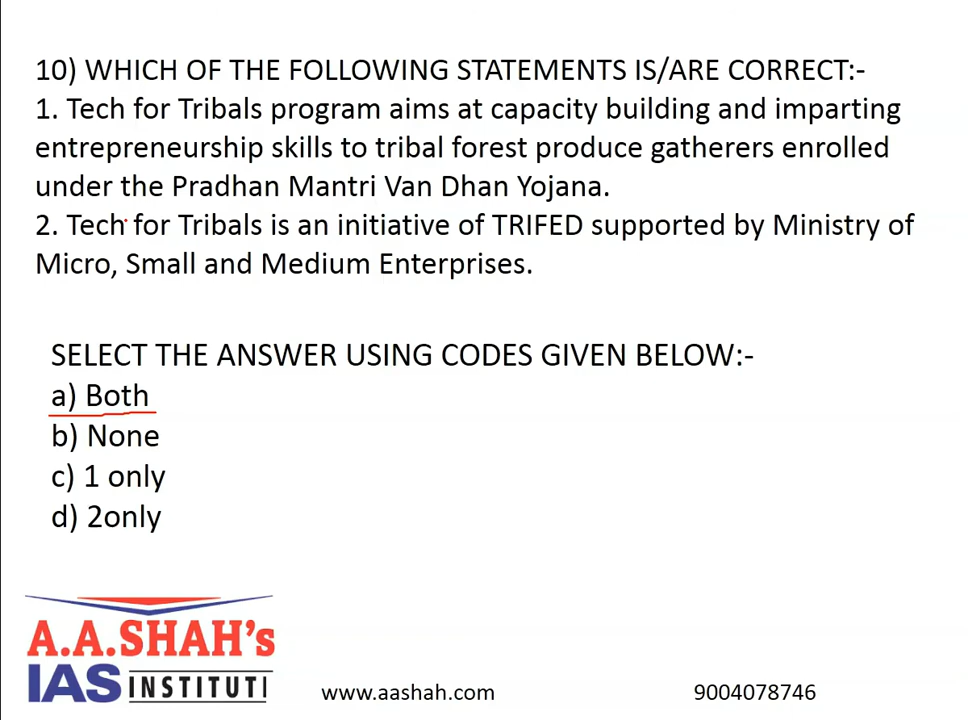 10) WHICH OF THE FOLLOWING STATEMENTS IS/ARE CORRECT:-
1. Tech for Tribals program aims at capacity building and imparting
entrepreneurship skills to tribal forest produce gatherers enrolled
under the Pradhan Mantri Van Dhan Yojana.
2. Tech for Tribals is an initiative of TRIFED supported by Ministry of
Micro, Small and Medium Enterprises.
SELECT THE ANSWER USING CODES GIVEN BELOW:-
a) Both
b) None
c) 1 only
d) 2only
A.A.SHAH's
IAS INSTITUTI
www.aashah.com
9004078746